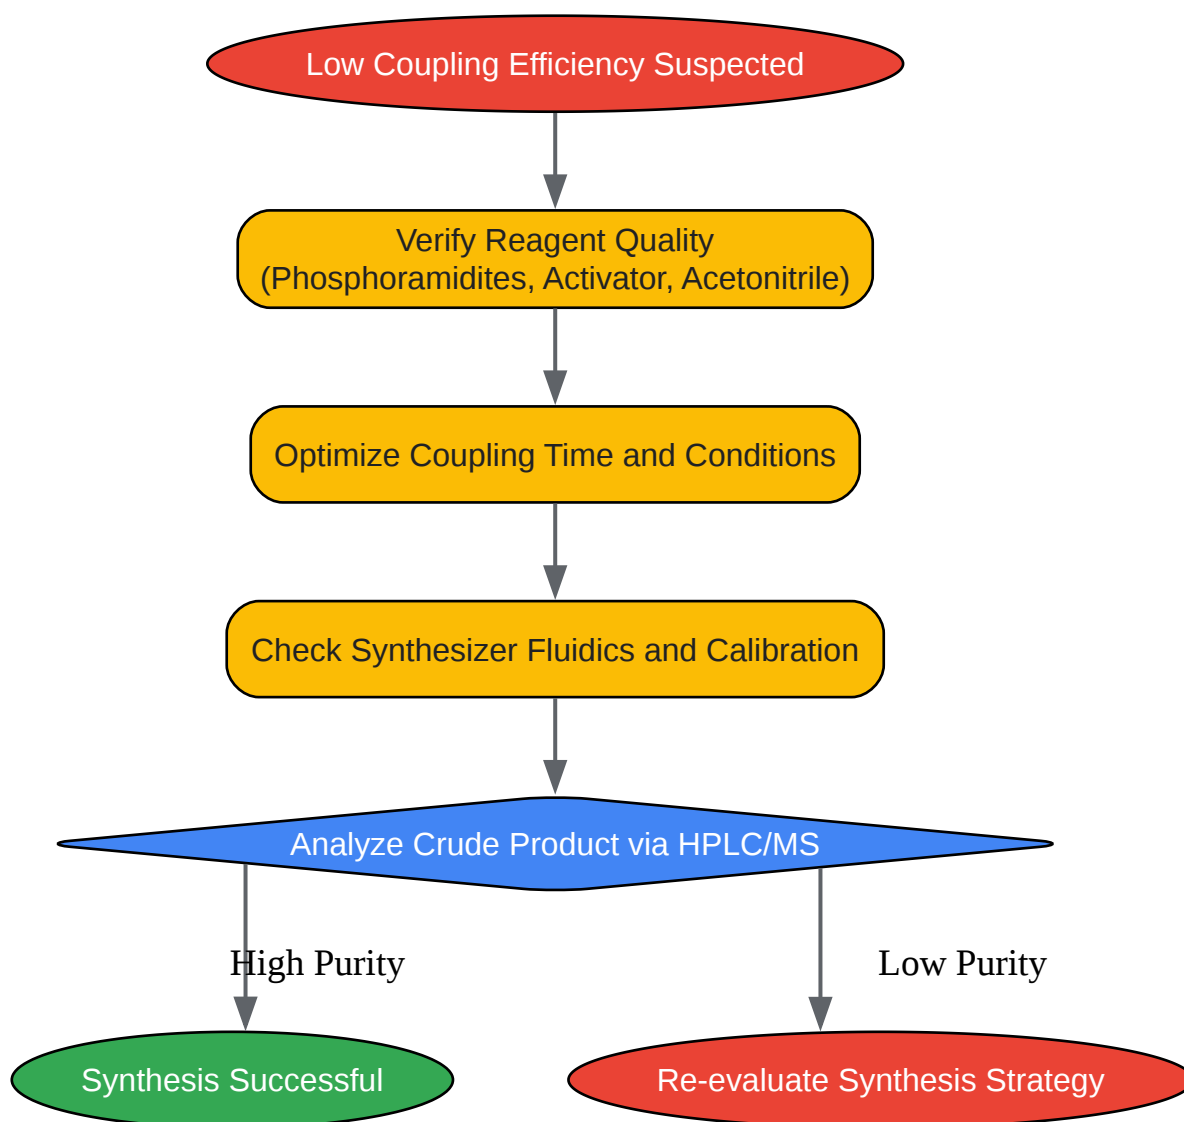 Low Coupling Efficiency Suspected
Verify Reagent Quality
(Phosphoramidites, Activator, Acetonitrile)
Optimize Coupling Time and Conditions
Check Synthesizer Fluidics and Calibration
Analyze Crude Product via HPLC/MS
High Purity
Low Purity
Synthesis Successful
Re-evaluate Synthesis Strategy